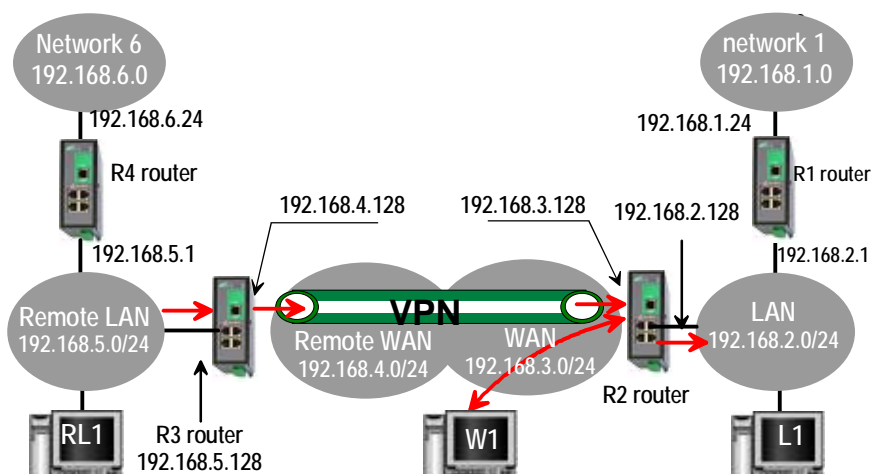 Network 6
192.168.6.0
network 1
192.168.1.0
192.168.6.24
192.168.1.24
R4 router
R1 router
192.168.4.128
192.168.3.128
192.168.2.128
192.168.5.1
192.168.2.1
VPN
Remote LAN
192.168.5.0/24
Remote WAN
192.168.4.0/24
WAN
192.168.3.0/24
LAN
192.168.2.0/24
R2 router
RL1
R3 router
192.168.5.128
W1
L1